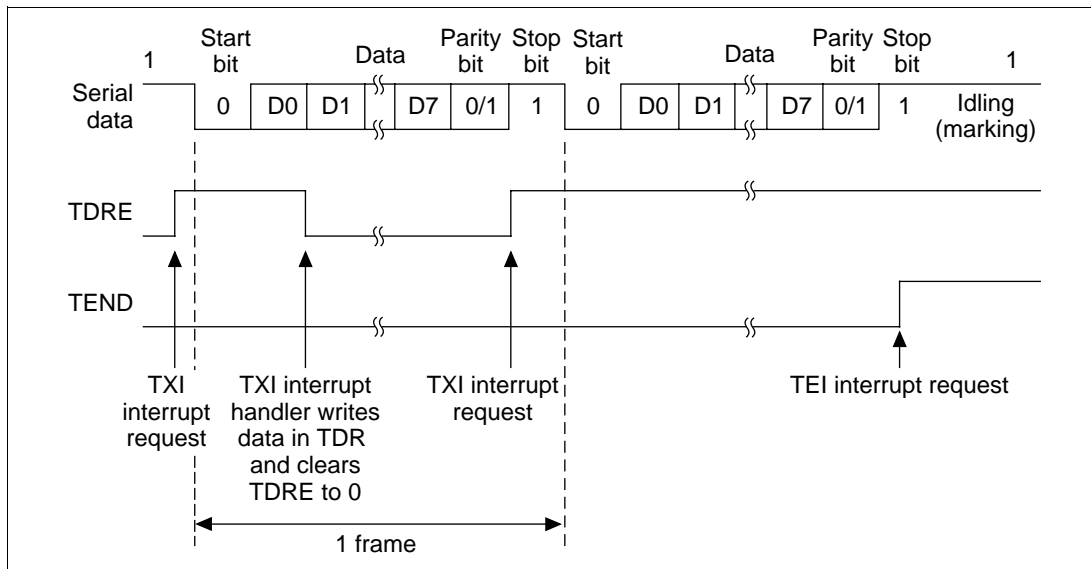 1
Start
bit
Data
Parity
bit
Stop
bit
Start
bit
Data
Parity
bit
Stop
bit
1
Serial
data
0 D0 D1 D7 0/1 1 0 D0 D1 D7 0/1 1
Idling
(marking)
TDRE
TEND
TXI
interrupt
request
TXI interrupt
handler writes
data in TDR
and clears
TDRE to 0
TXI interrupt
request
TEI interrupt request
1 frame